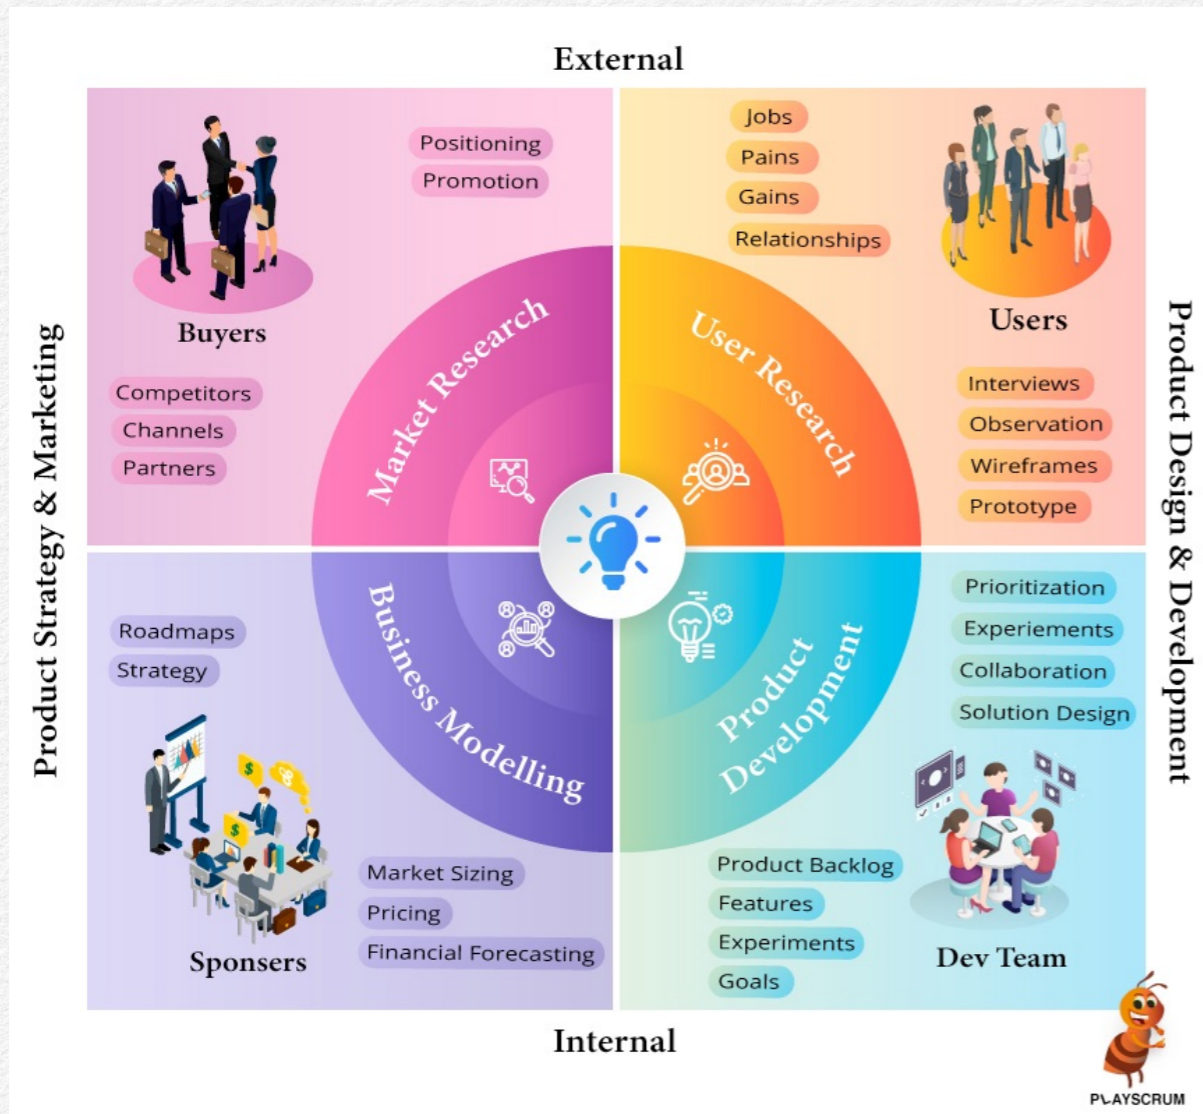 External
Positioning
Promotion
Buyers
Competitors
Channels
Partners
Market Research
Jobs
Pains
Gains
Relationships
Users
Interviews
Observation
Wireframes
Prototype
User Research
Product Strategy & Marketing
Product Design & Development
Roadmaps
Strategy
Business Modelling
Market Sizing
Pricing
Financial Forecasting
Sponsers
Prioritization
Experiements
Collaboration
Solution Design
Product
Development
Product Backlog
Features
Experiments
Goals
Dev Team
Internal
PLAYSCRUM